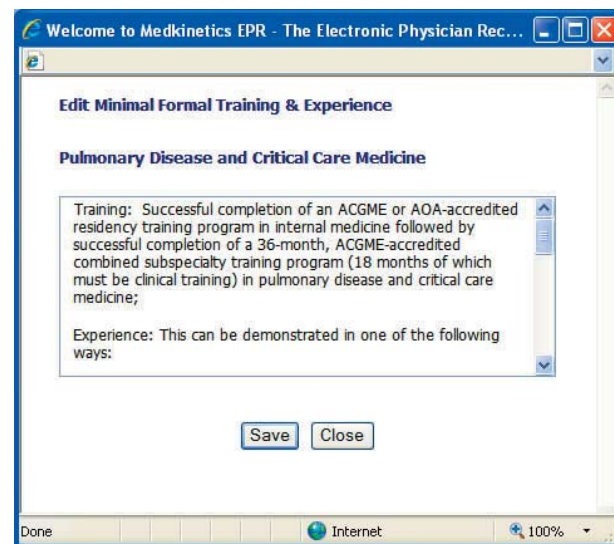 Welcome to Medkinetics EPR - The Electronic Physician Rec...
Edit Minimal Formal Training & Experience
Pulmonary Disease and Critical Care Medicine
Training:  Successful completion of an ACGME or AOA-accredited
residency training program in internal medicine followed by
successful completion of a 36-month, ACGME-accredited
combined subspecialty training program (18 months of which
must be clinical training) in pulmonary disease and critical care
medicine;
Experience: This can be demonstrated in one of the following
ways:
Save Close
Done Internet 100%